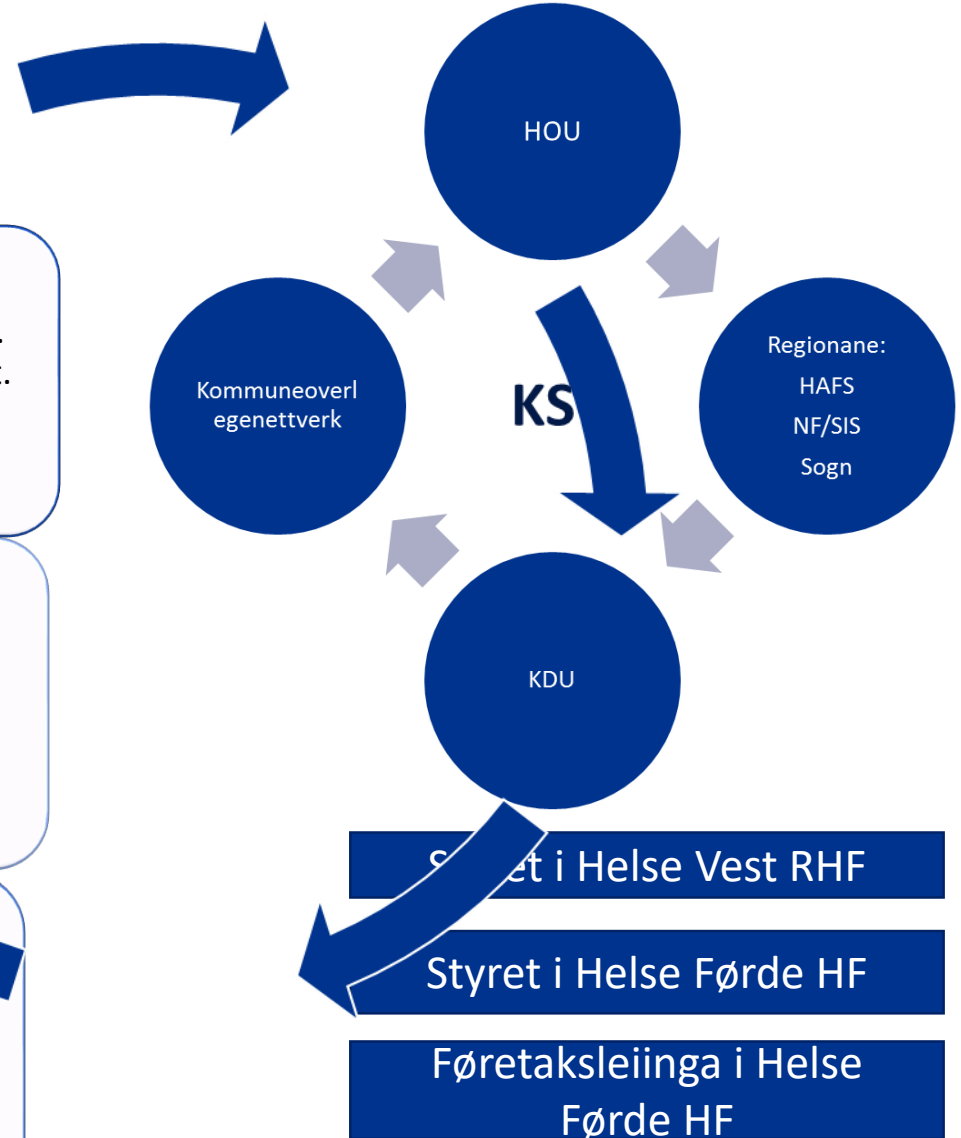 HOU
Regionane:
HAFS
NF/SIS
Sogn
Kommuneoverl
egenettverk
KS
KDU
i Helse Vest RHF
Styret i Helse Førde HF
Føretaksleiinga i Helse
Førde HF